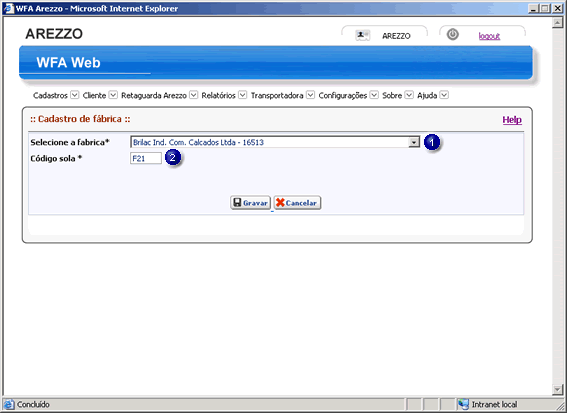 WFA Arezzo - Microsoft Internet Explorer
AREZZO
AREZZO
logout
WFA Web
Cadastros Cliente Retaguarda Arezzo Relatórios Transportadora Configurações Sobre Ajuda
:: Cadastro de fábrica ::
Help
Selecione a fabrica* Brilac Ind. Com. Calcados Ltda - 16513 1
Código sola * F21 2
Gravar Cancelar
Concluído
Intranet local